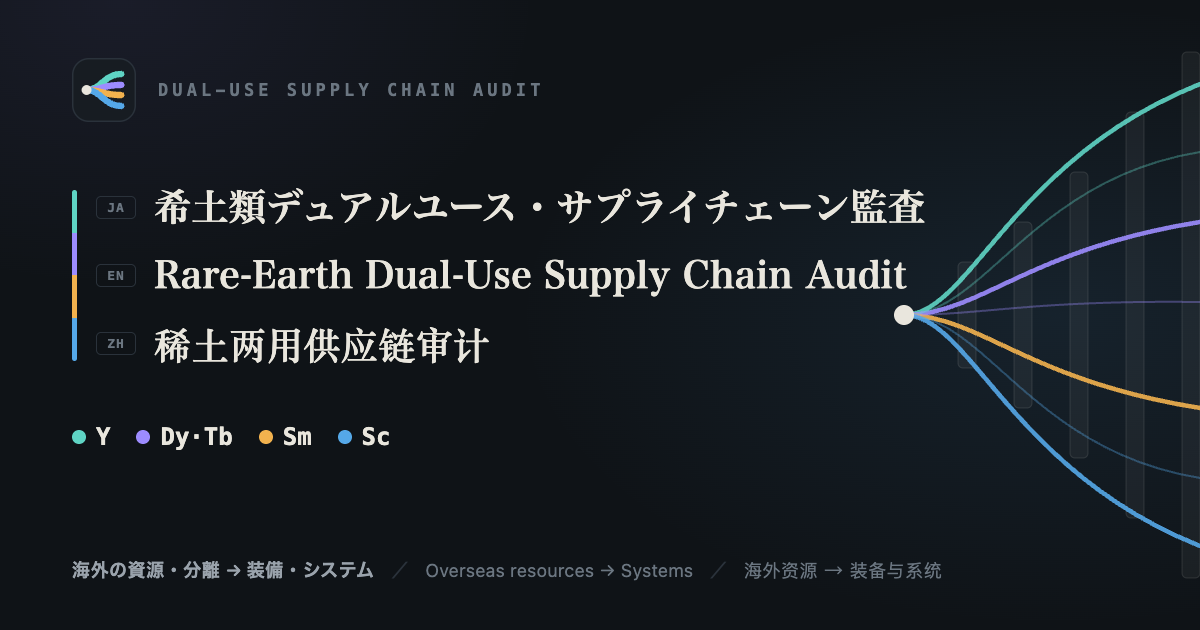 DUAL-USE SUPPLY CHAIN AUDIT
JA 希土類デュアルユース・サプライチェーン監査
EN Rare-Earth Dual-Use Supply Chain Audit
ZH 稀土两用供应链审计
Y Dy·Tb Sm Sc
海外の資源・分離 → 装備・システム ／ Overseas resources → Systems ／ 海外资源 → 装备与系统